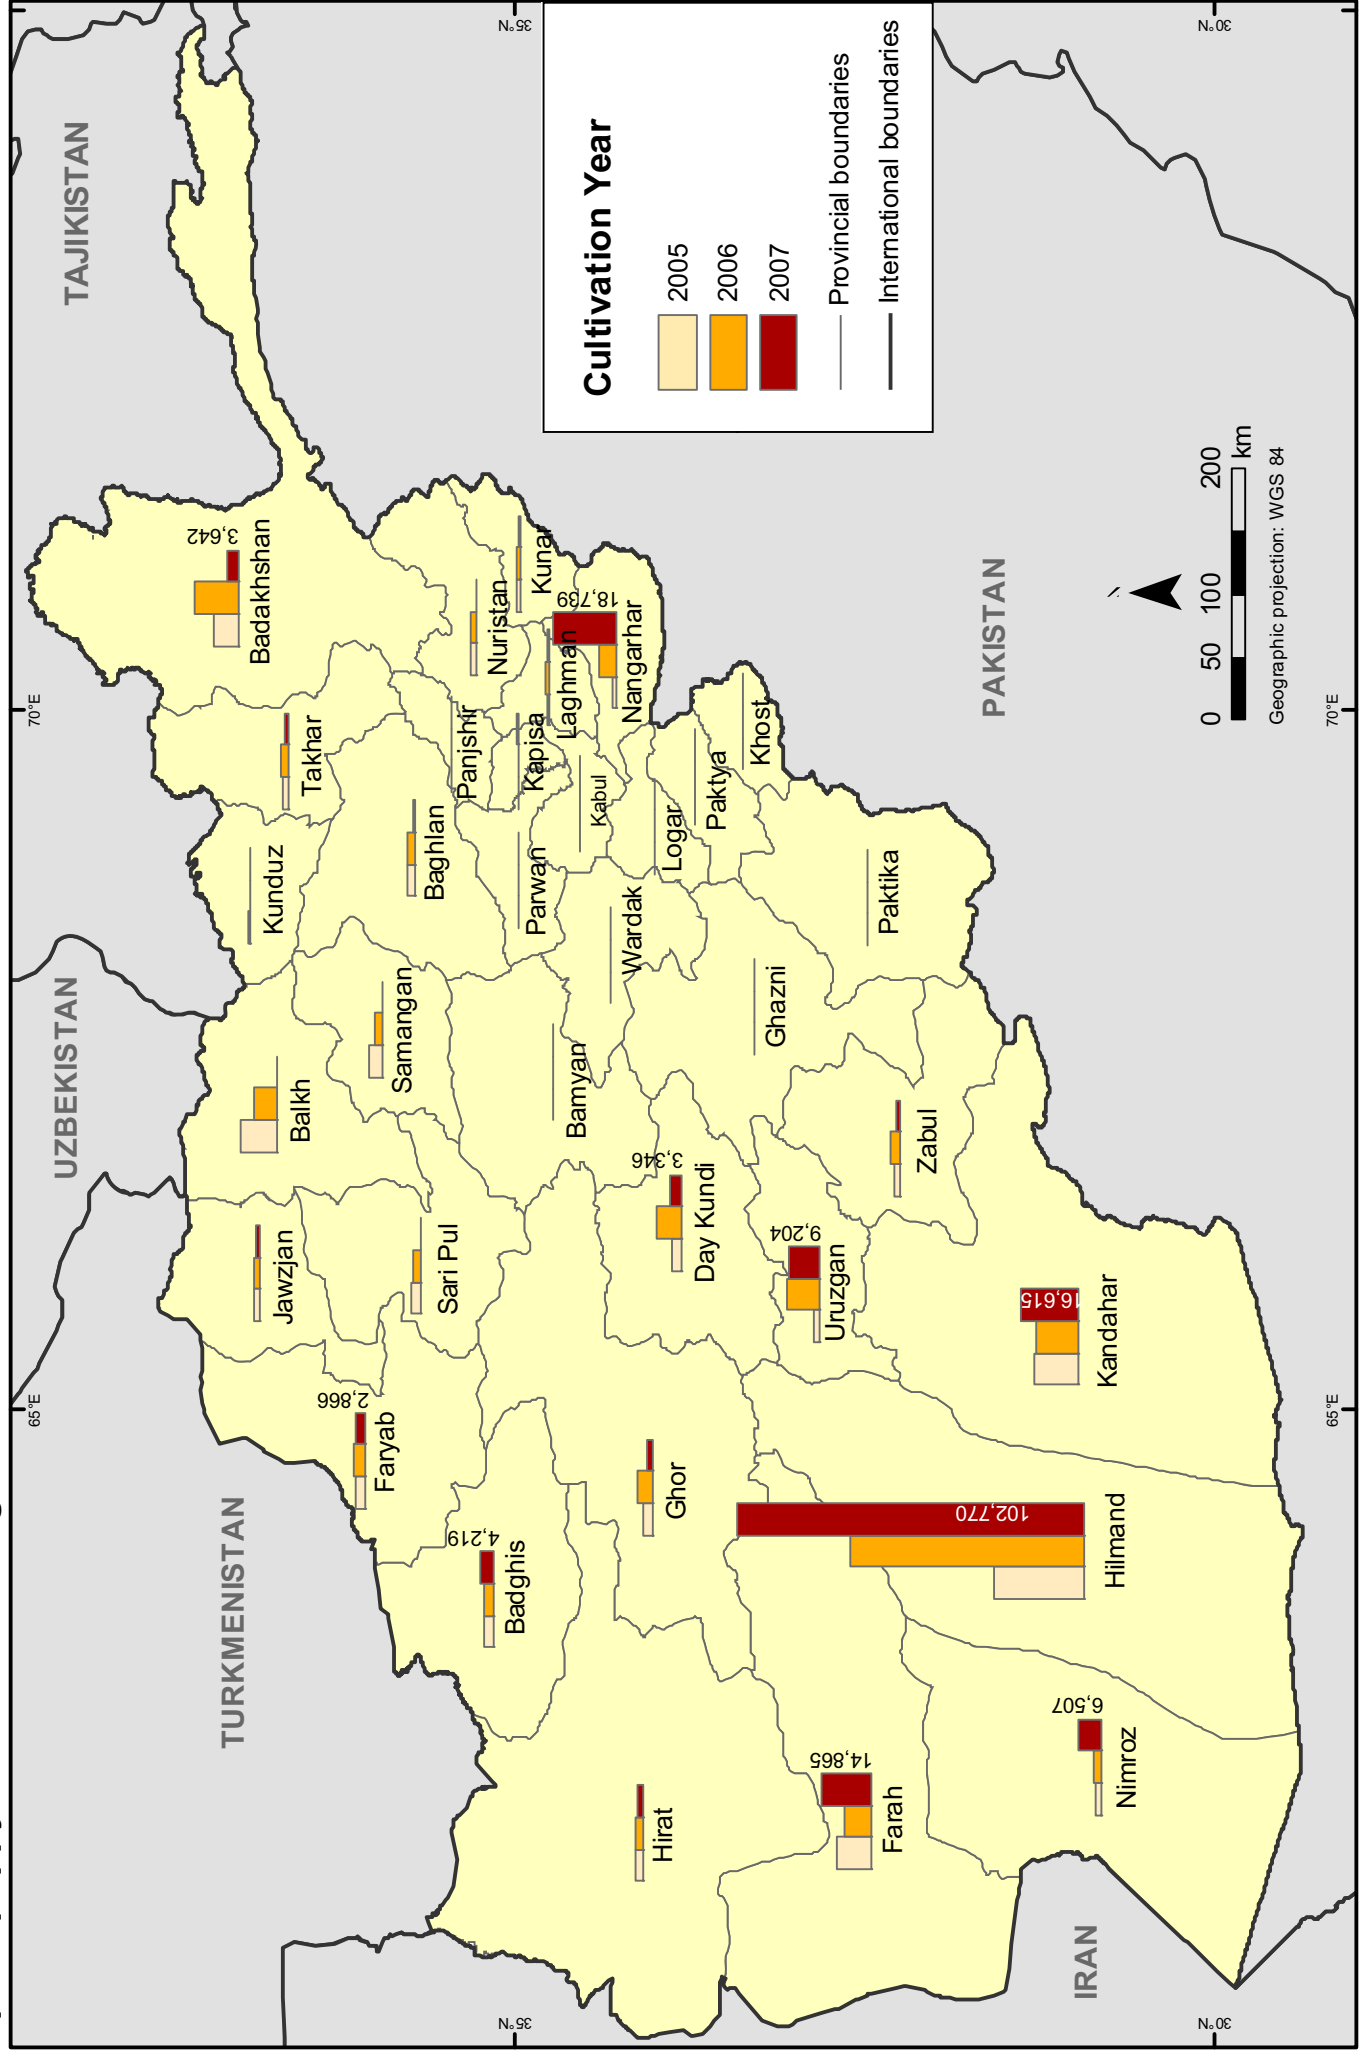 TAJIKISTAN
UZBEKISTAN
TURKMENISTAN
IRAN
PAKISTAN
65°E
70°E
65°E
70°E
35°N
30°N
35°N
30°N
Badakhshan
3,642
Takhar
Kunduz
Balkh
Jawzjan
Faryab
2,866
Sari Pul
Samangan
Baghlan
Panjshir
Nuristan
Kunar
Laghman
Kapisa
Parwan
Kabul
Nangarhar
18,739
Logar
Paktya
Khost
Wardak
Bamyan
Badghis
4,219
Hirat
Ghor
Day Kundi
3,346
Ghazni
Paktika
Zabul
Uruzgan
9,204
Kandahar
16,615
Hilmand
102,770
Farah
14,865
Nimroz
6,507
Cultivation Year
2005
2006
2007
Provincial boundaries
International boundaries
0 50 100 200
km
Geographic projection: WGS 84